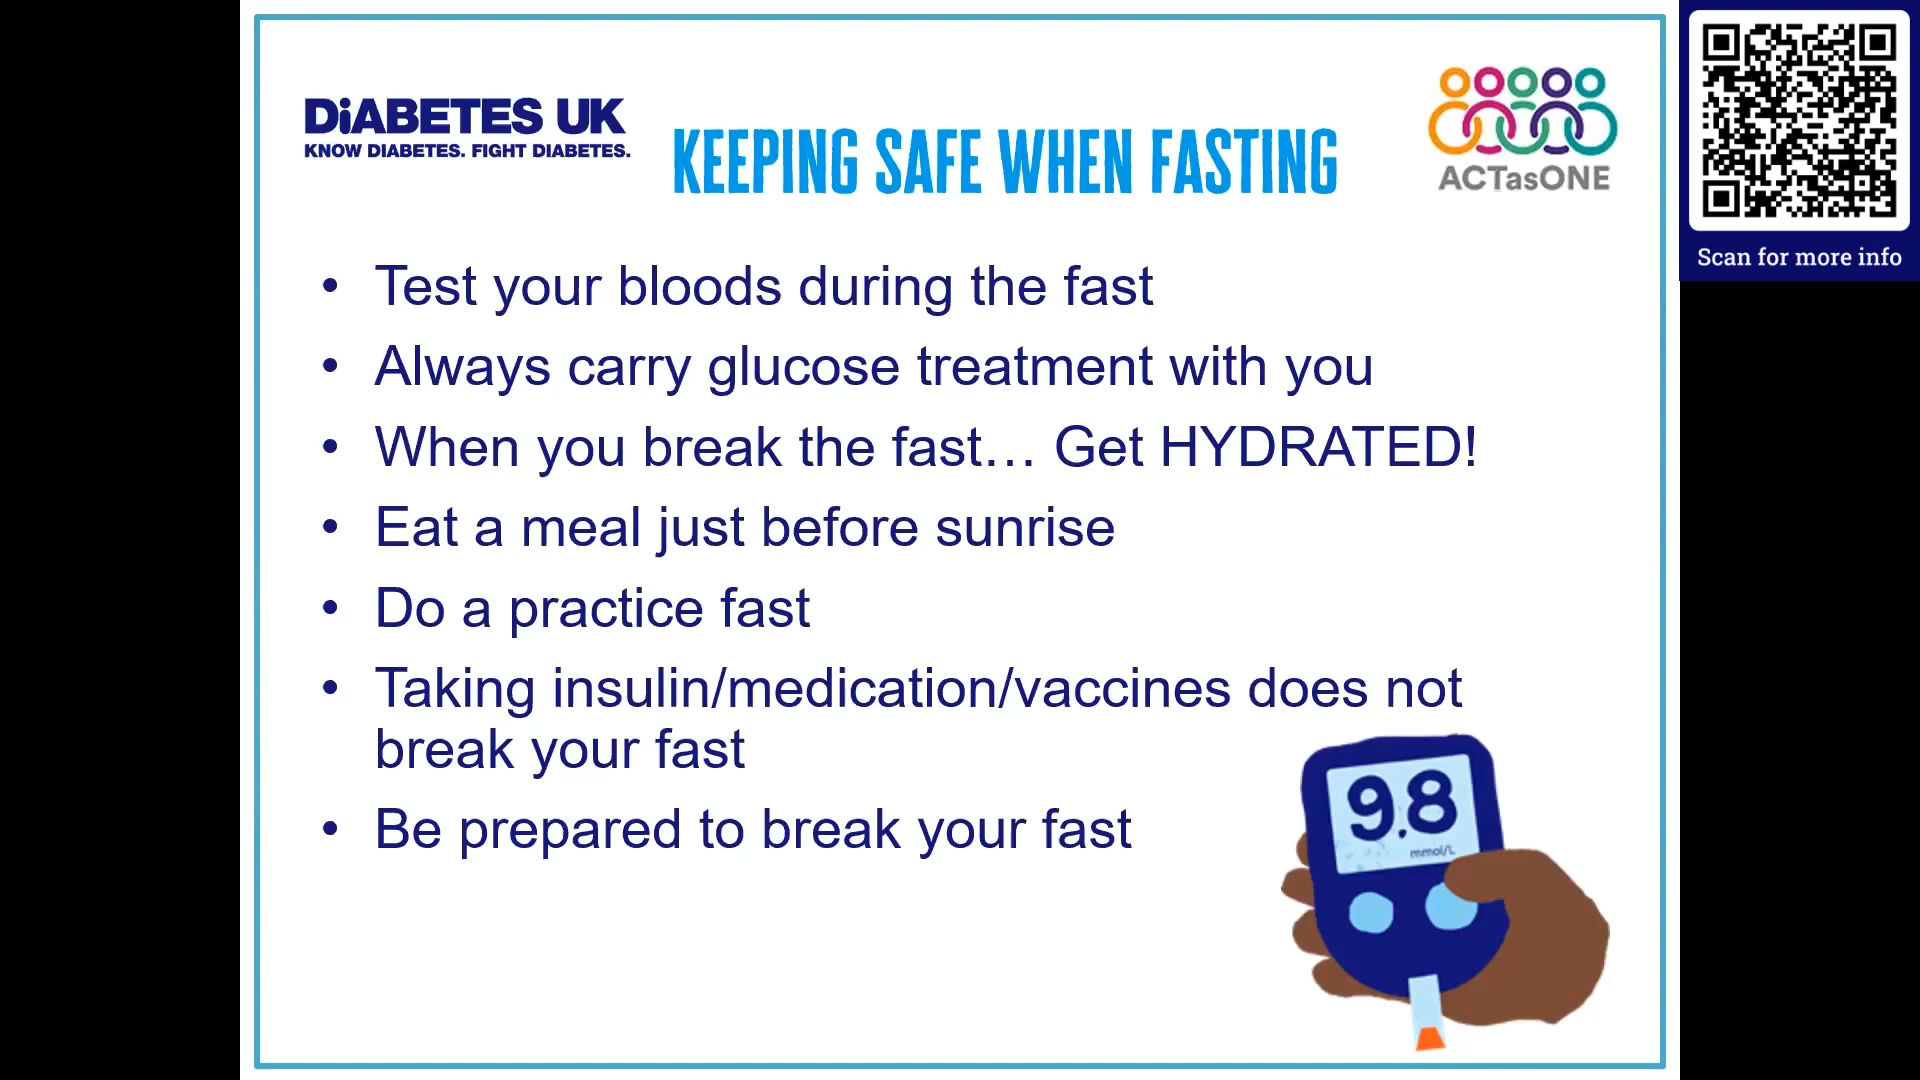 DiABETES UK
KNOW DIABETES. FIGHT DIABETES.
KEEPING SAFE WHEN FASTING
ACTasONE
Scan for more info
• Test your bloods during the fast
• Always carry glucose treatment with you
• When you break the fast… Get HYDRATED!
• Eat a meal just before sunrise
• Do a practice fast
• Taking insulin/medication/vaccines does not
break your fast
• Be prepared to break your fast
9.8
mmol/L